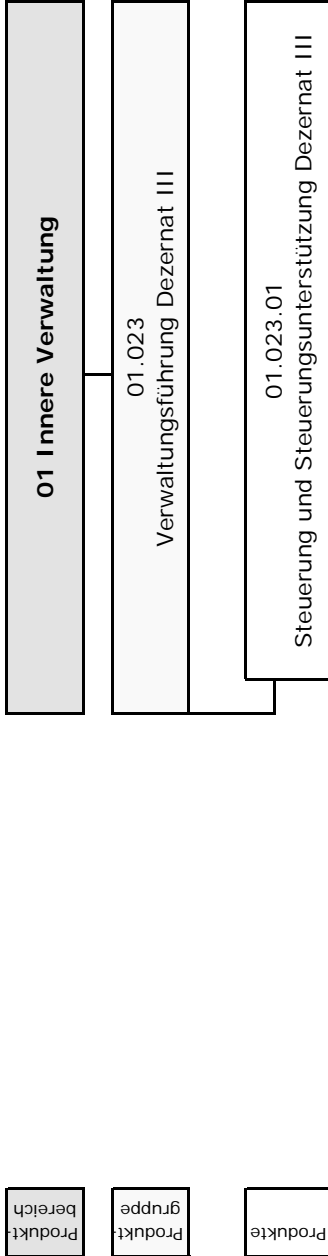 Produkt-
bereich
01 Innere Verwaltung
Produkt-
gruppe
01.023
Verwaltungsführung Dezernat III
Produkte
01.023.01
Steuerung und Steuerungsunterstützung Dezernat III